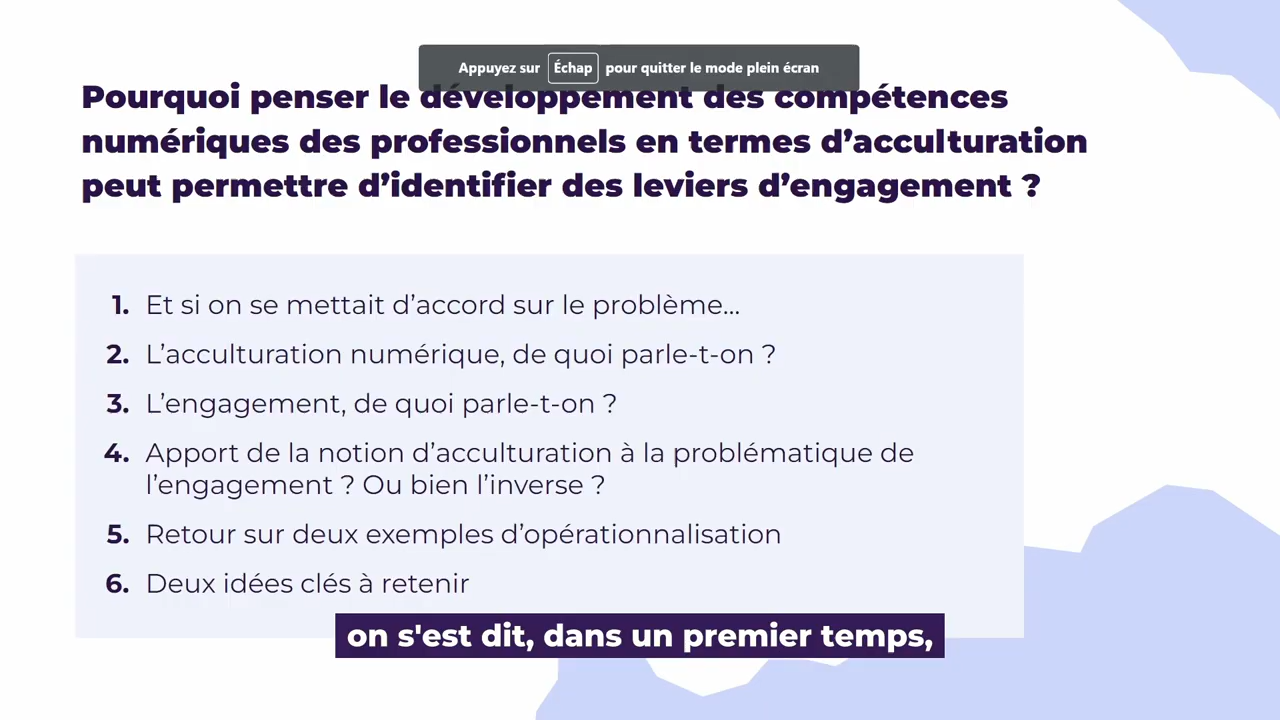 Appuyez sur Échap pour quitter le mode plein écran
Pourquoi penser le développement des compétences
numériques des professionnels en termes d'acculturation
peut permettre d'identifier des leviers d'engagement ?
1. Et si on se mettait d'accord sur le problème...
2. L'acculturation numérique, de quoi parle-t-on ?
3. L'engagement, de quoi parle-t-on ?
4. Apport de la notion d'acculturation à la problématique de
l'engagement ? Ou bien l'inverse ?
5. Retour sur deux exemples d'opérationnalisation
6. Deux idées clés à retenir
on s'est dit, dans un premier temps,